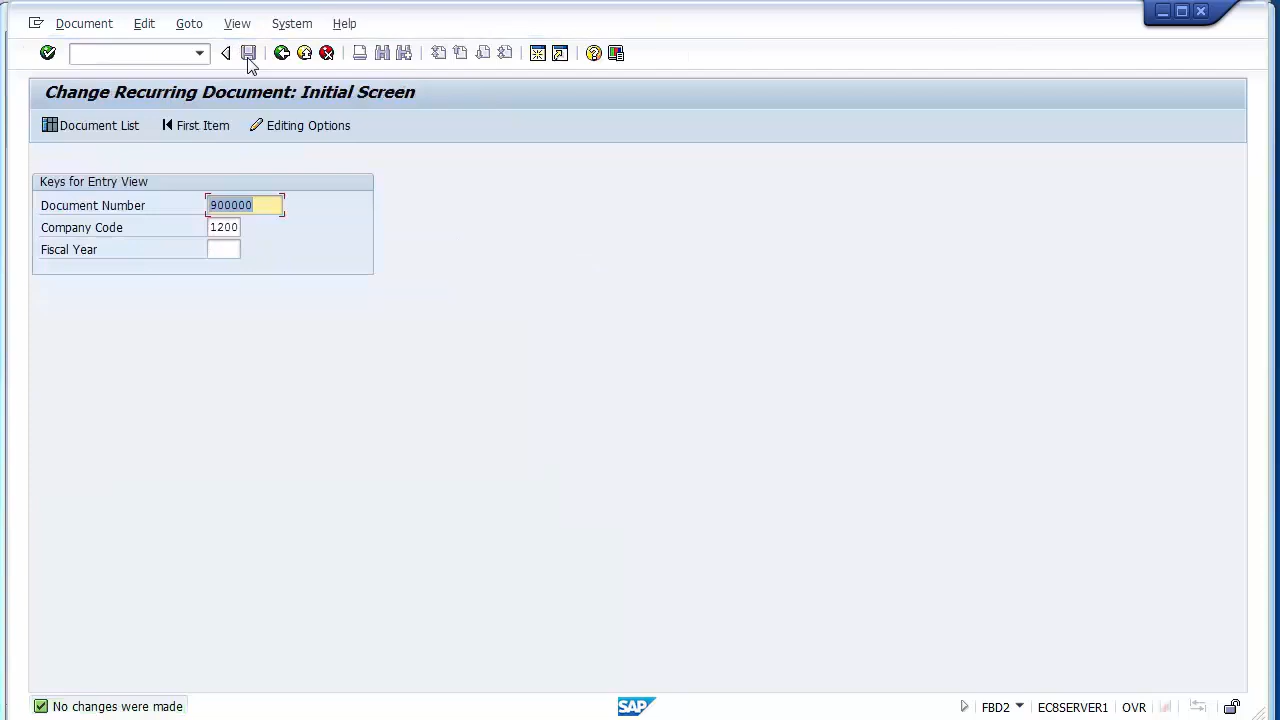 Document Edit Goto View System Help
Change Recurring Document: Initial Screen
Document List First Item Editing Options
Keys for Entry View
Document Number 900000
Company Code 1200
Fiscal Year
No changes were made SAP FBD2 EC8SERVER1 OVR